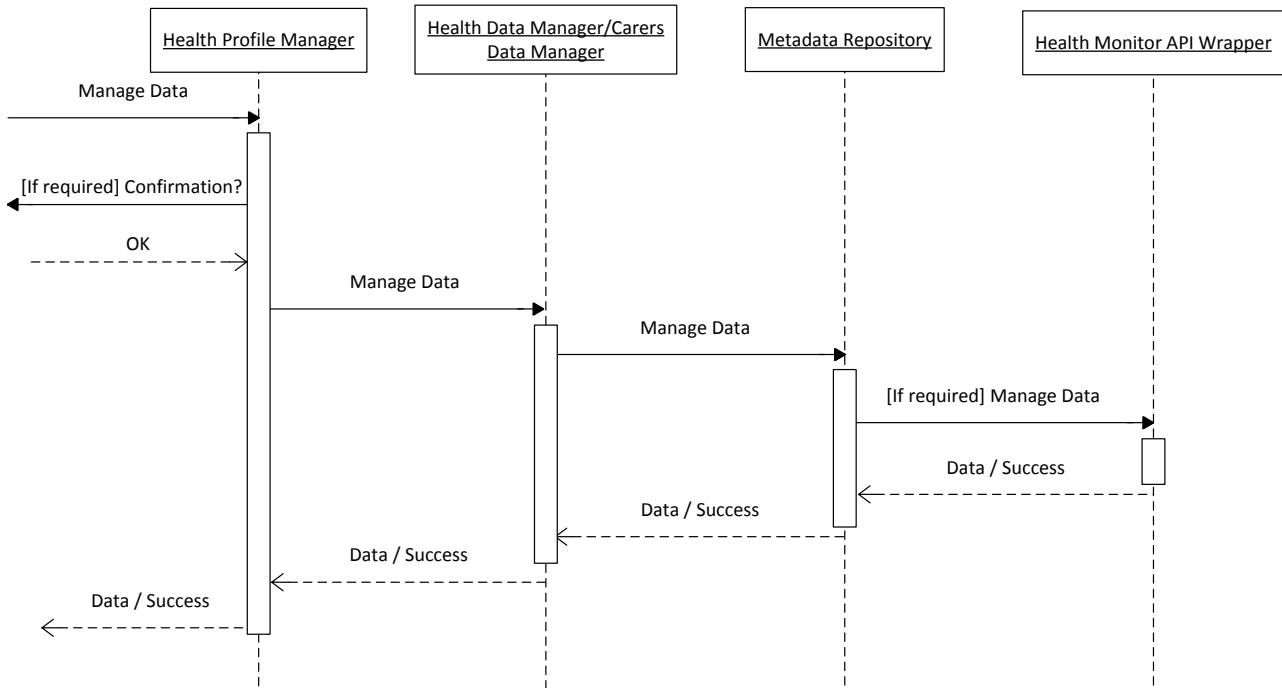 Health Profile Manager
Health Data Manager/Carers
Data Manager
Metadata Repository
Health Monitor API Wrapper
Manage Data
[If required] Confirmation?
OK
Manage Data
Manage Data
[If required] Manage Data
Data / Success
Data / Success
Data / Success
Data / Success